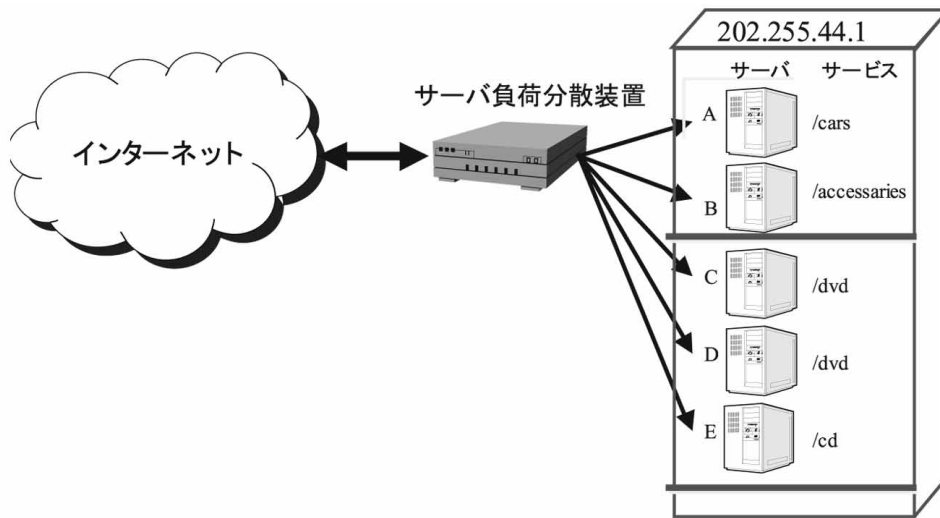 202.255.44.1
サーバ サービス
サーバ負荷分散装置
インターネット
A /cars
B /accessaries
C /dvd
D /dvd
E /cd